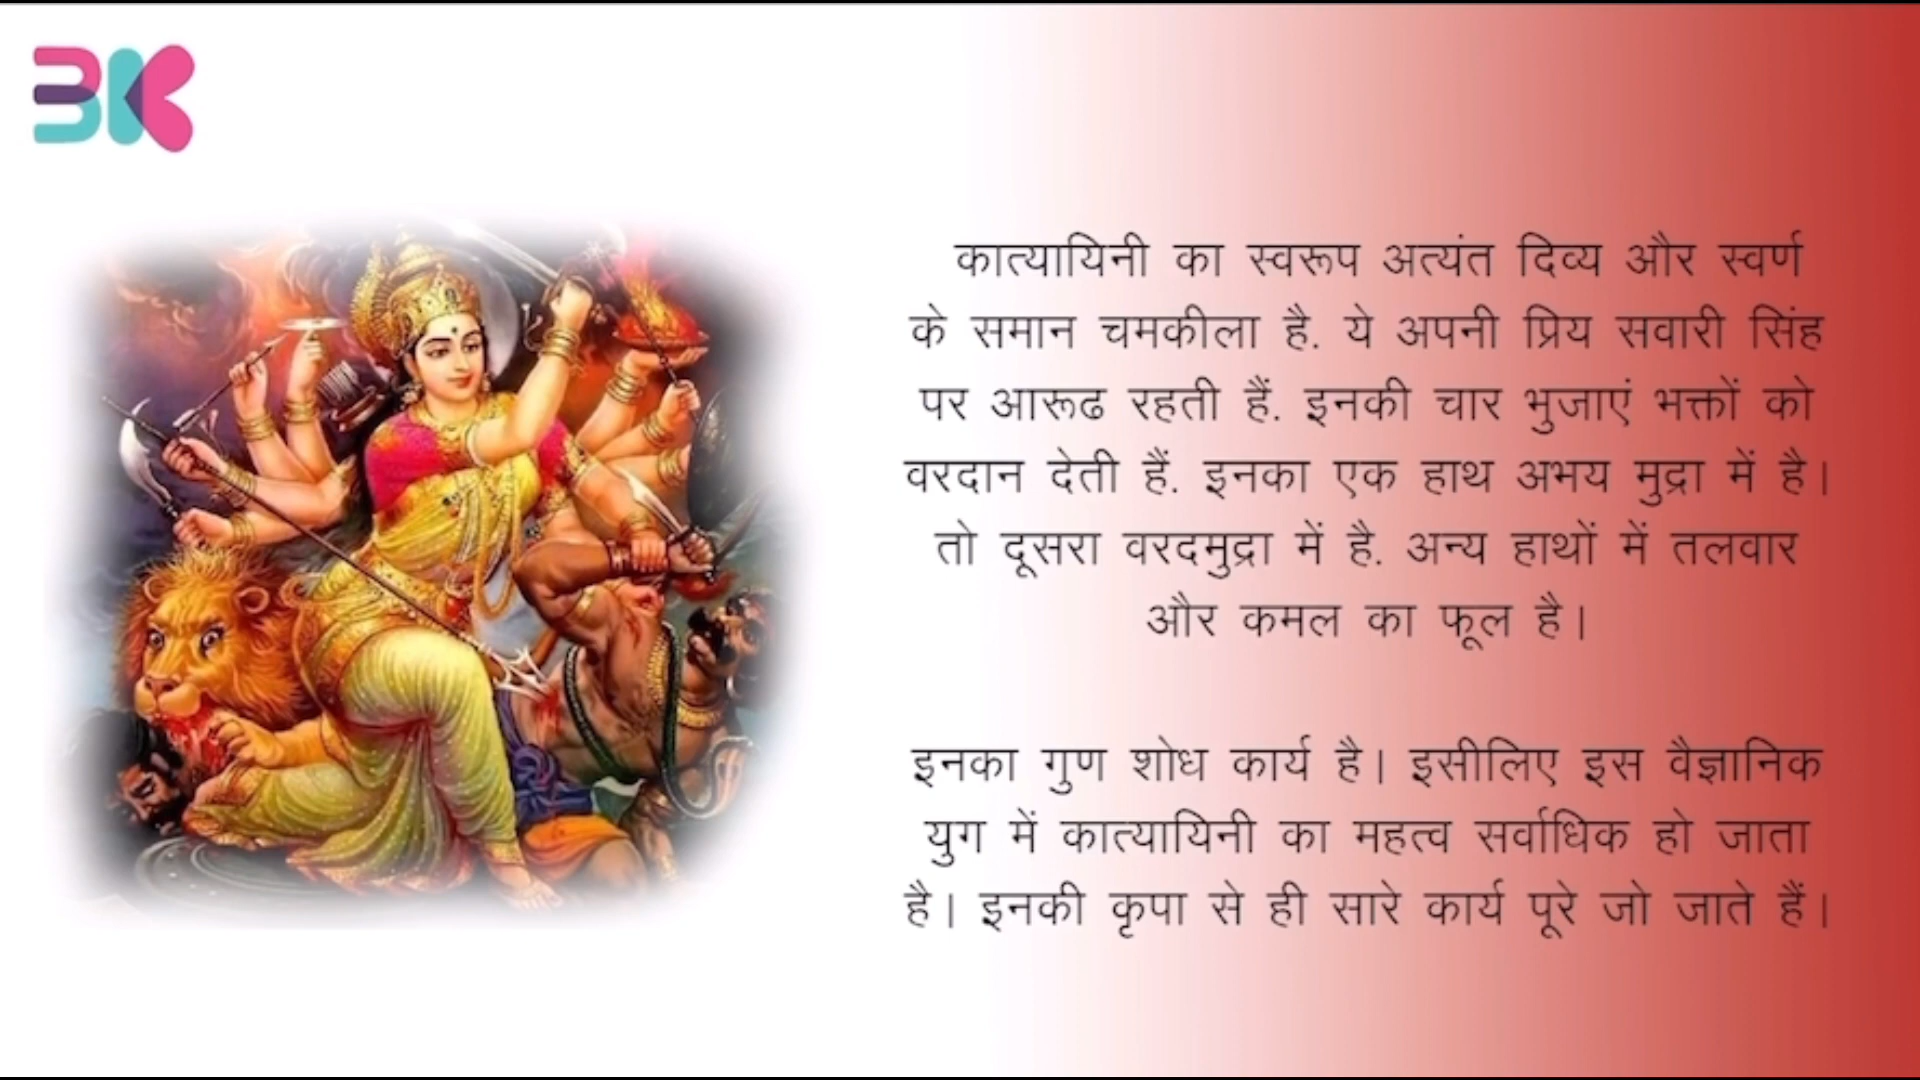 3K
कात्यायिनी का स्वरूप अत्यंत दिव्य और स्वर्ण
के समान चमकीला है. ये अपनी प्रिय सवारी सिंह
पर आरूढ रहती हैं. इनकी चार भुजाएं भक्तों को
वरदान देती हैं. इनका एक हाथ अभय मुद्रा में है।
तो दूसरा वरदमुद्रा में है. अन्य हाथों में तलवार
और कमल का फूल है।
इनका गुण शोध कार्य है। इसीलिए इस वैज्ञानिक
युग में कात्यायिनी का महत्व सर्वाधिक हो जाता
है। इनकी कृपा से ही सारे कार्य पूरे जो जाते हैं।